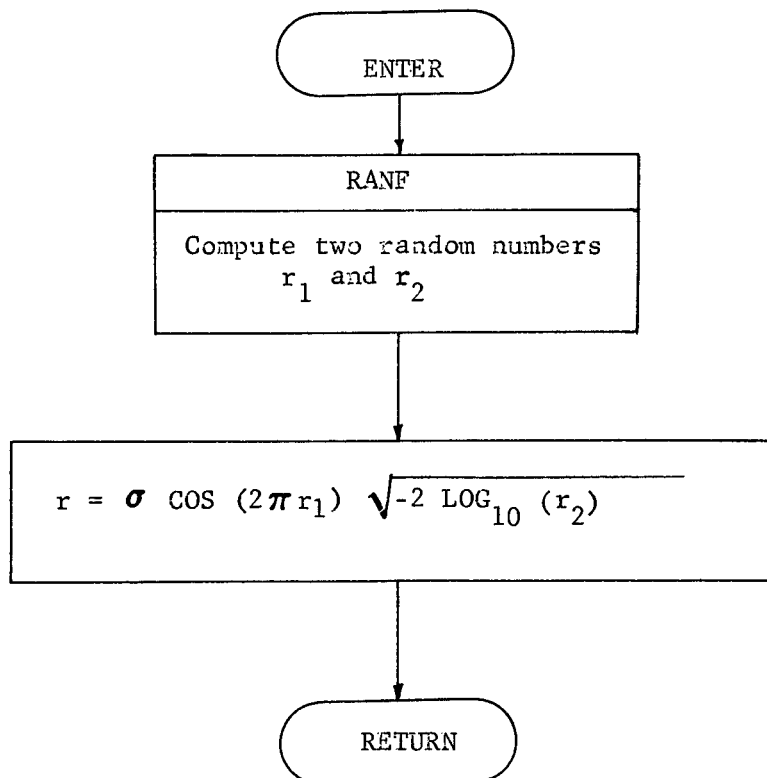 ENTER
RANF
Compute two random numbers
r₁ and r₂
r = σ COS (2πr₁) √-2 LOG₁₀ (r₂)
RETURN